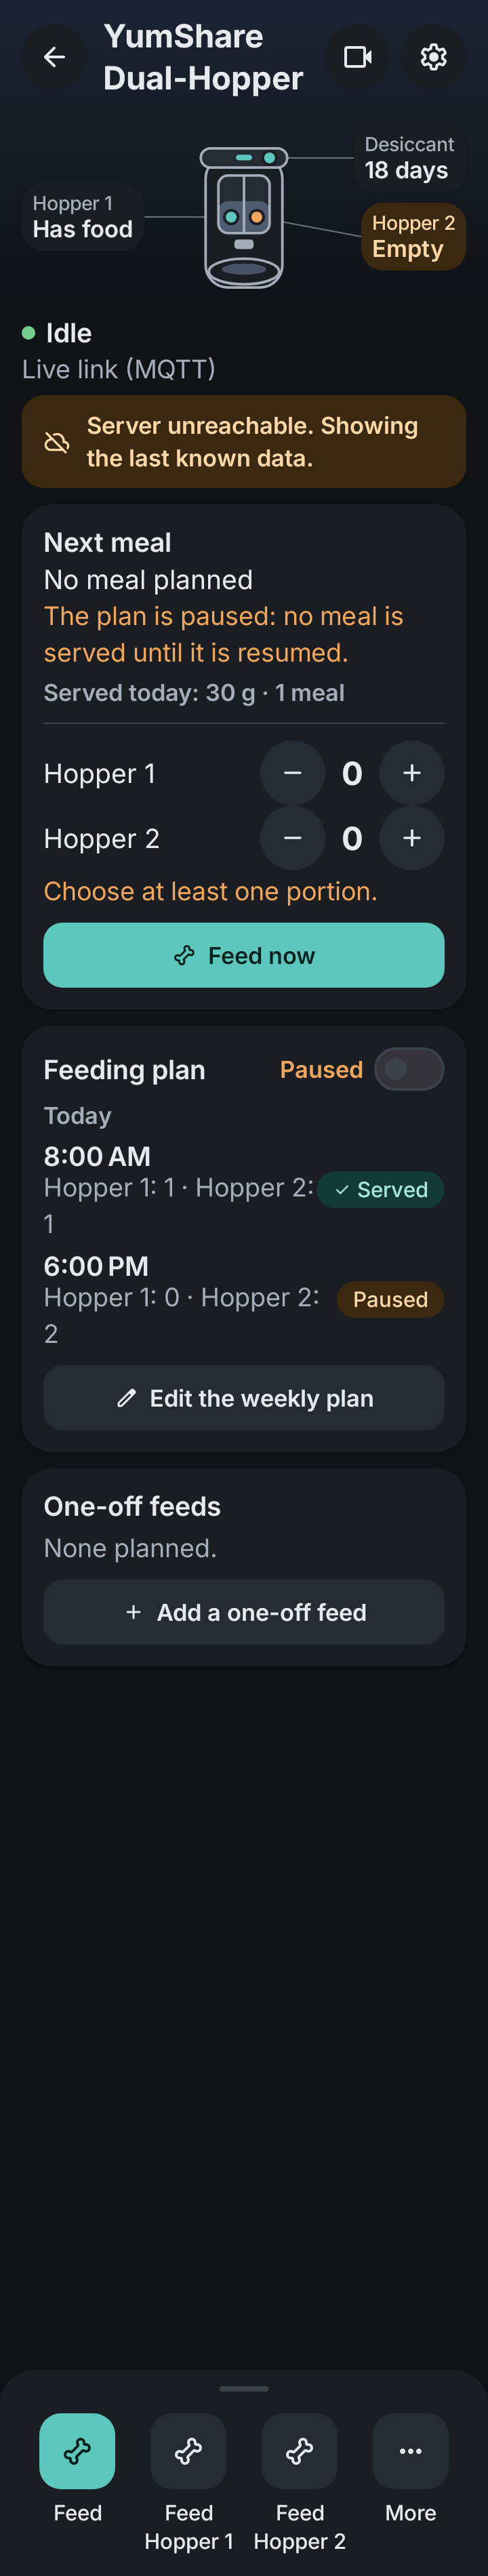 YumShare
Dual-Hopper
Desiccant
18 days
Hopper 1
Has food
Hopper 2
Empty
Idle
Live link (MQTT)
Server unreachable. Showing
the last known data.
Next meal
No meal planned
The plan is paused: no meal is
served until it is resumed.
Served today: 30 g · 1 meal
Hopper 1
0
Hopper 2
0
Choose at least one portion.
Feed now
Feeding plan
Paused
Today
8:00 AM
Hopper 1: 1 · Hopper 2:
1
Served
6:00 PM
Hopper 1: 0 · Hopper 2:
2
Paused
Edit the weekly plan
One-off feeds
None planned.
Add a one-off feed
Feed
Feed
Hopper 1
Feed
Hopper 2
More